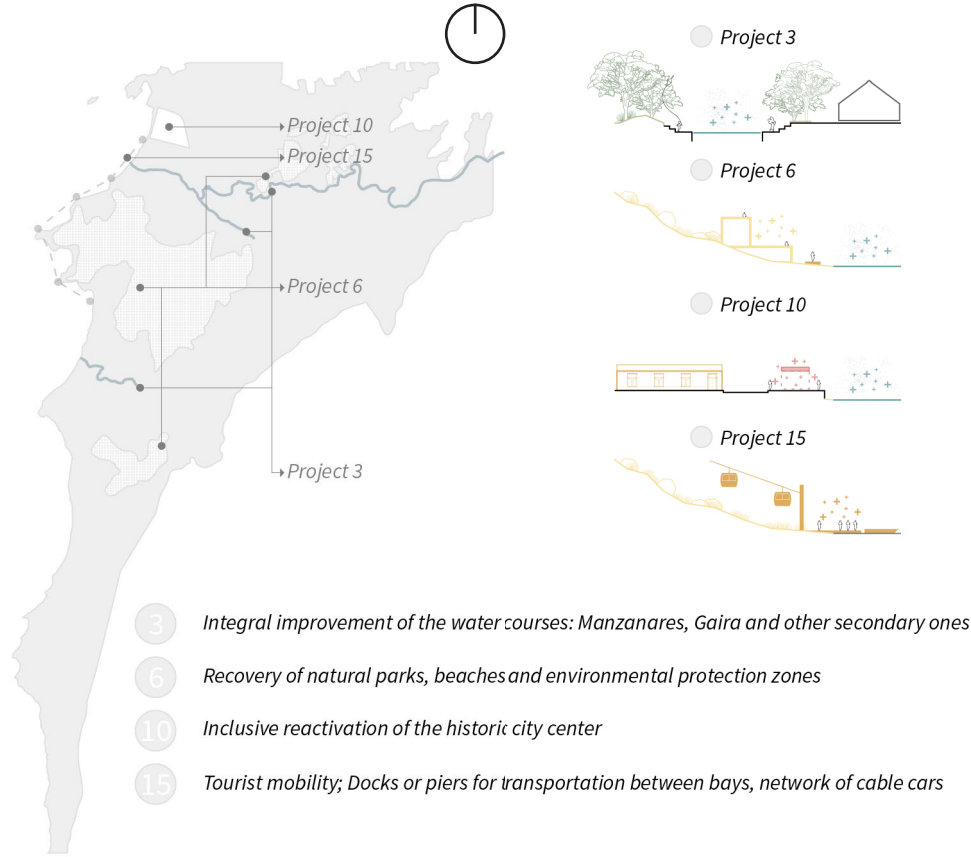 Project 10
Project 15
Project 6
Project 3
Project 3
Project 6
Project 10
Project 15
3 Integral improvement of the water courses: Manzanares, Gaira and other secondary ones
6 Recovery of natural parks, beaches and environmental protection zones
10 Inclusive reactivation of the historic city center
15 Tourist mobility; Docks or piers for transportation between bays, network of cable cars